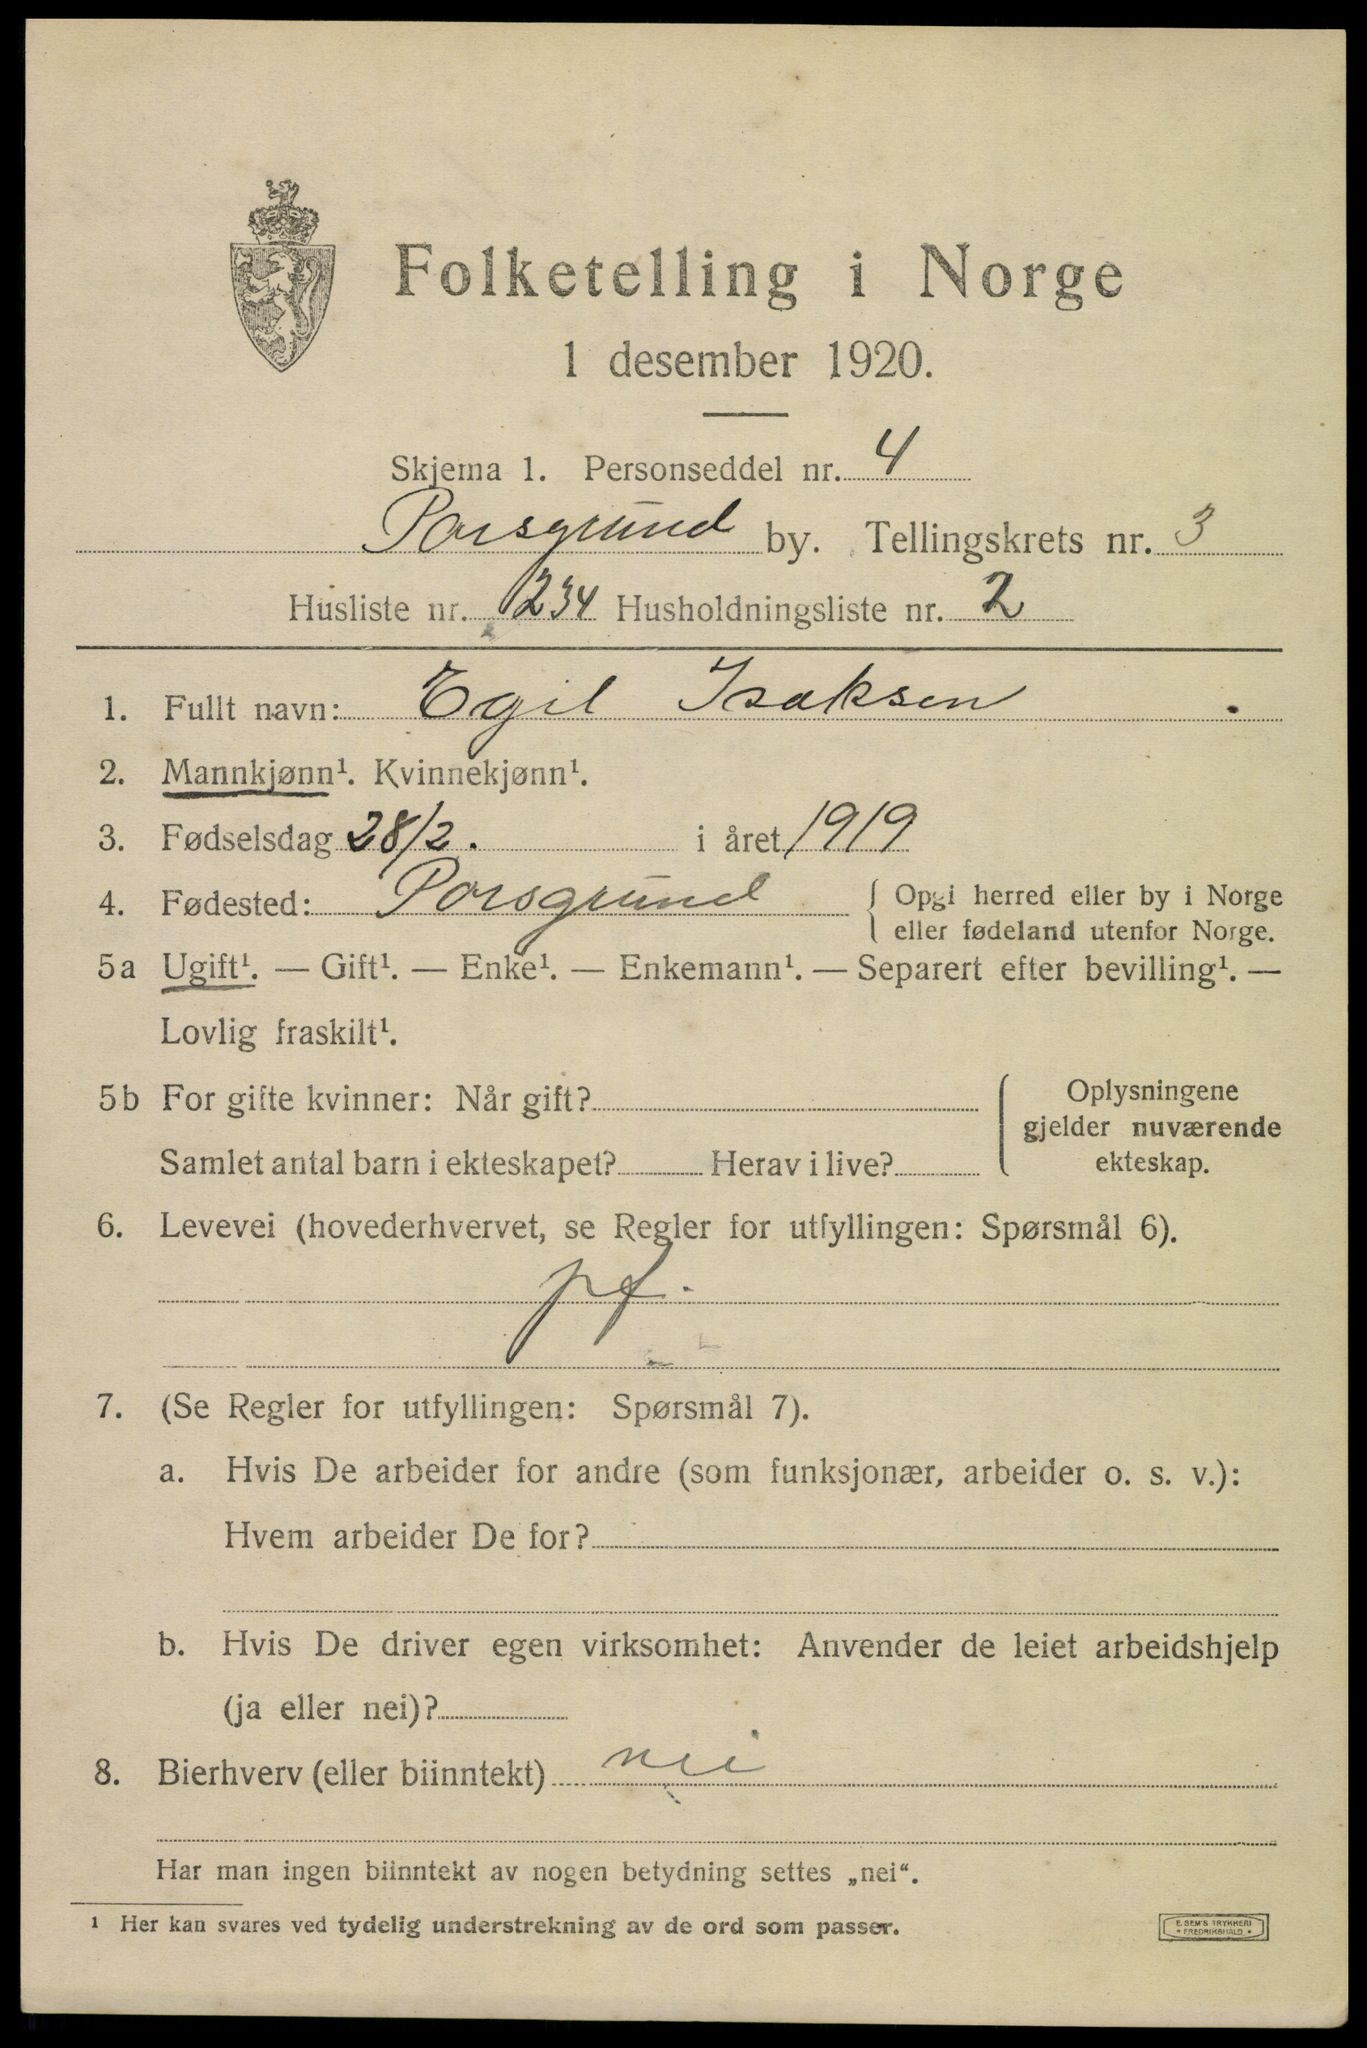 Folketelling i Norge
1 desember 1920.
Skjema 1. Personseddel nr. 4
Porsgrund by. Tellingskrets nr. 3
Husliste nr. 234 Husholdningsliste nr. 2
1. Fullt navn: Egil Isaksen
2. Mannkjønn¹. Kvinnekjønn¹.
3. Fødselsdag 28/2. i året 1919
4. Fødested: Porsgrund { Opgi herred eller by i Norge
eller fødeland utenfor Norge.
5a Ugift¹. — Gift¹. — Enke¹. — Enkemann¹. — Separert efter bevilling¹. —
Lovlig fraskilt¹.
5b For gifte kvinner: Når gift?
Samlet antal barn i ekteskapet? Herav i live?
Oplysningene
gjelder nuværende
ekteskap.
6. Levevei (hovederhvervet, se Regler for utfyllingen: Spørsmål 6).
pf.
7. (Se Regler for utfyllingen: Spørsmål 7).
a. Hvis De arbeider for andre (som funksjonær, arbeider o. s. v.):
Hvem arbeider De for?
b. Hvis De driver egen virksomhet: Anvender de leiet arbeidshjelp
(ja eller nei)?
8. Bierhverv (eller biinntekt) nei
Har man ingen biinntekt av nogen betydning settes „nei“.
¹ Her kan svares ved tydelig understrekning av de ord som passer.
E. SEM'S TRYKKERI
* FREDRIKSHALD *